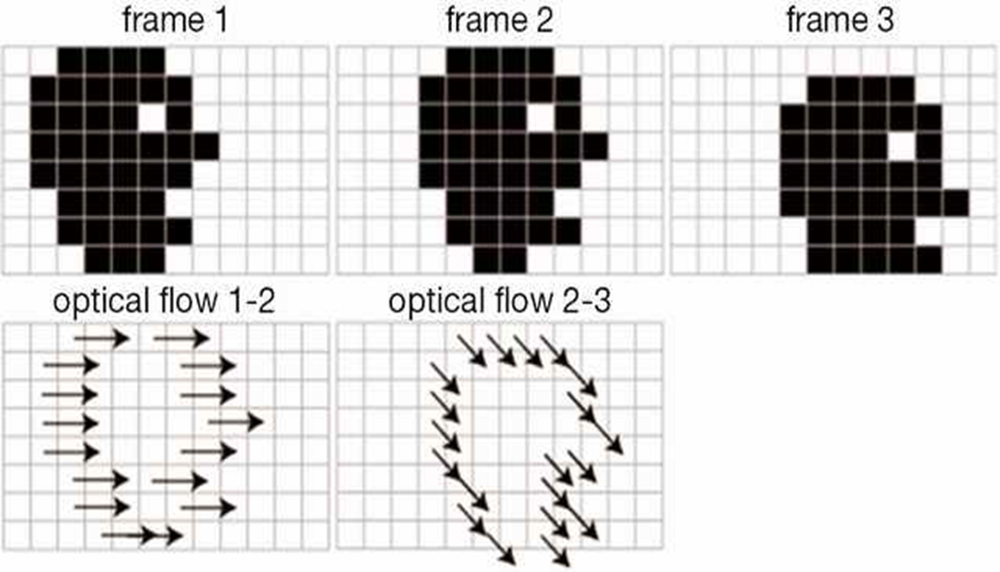 frame 1
frame 2
frame 3
optical flow 1-2
optical flow 2-3